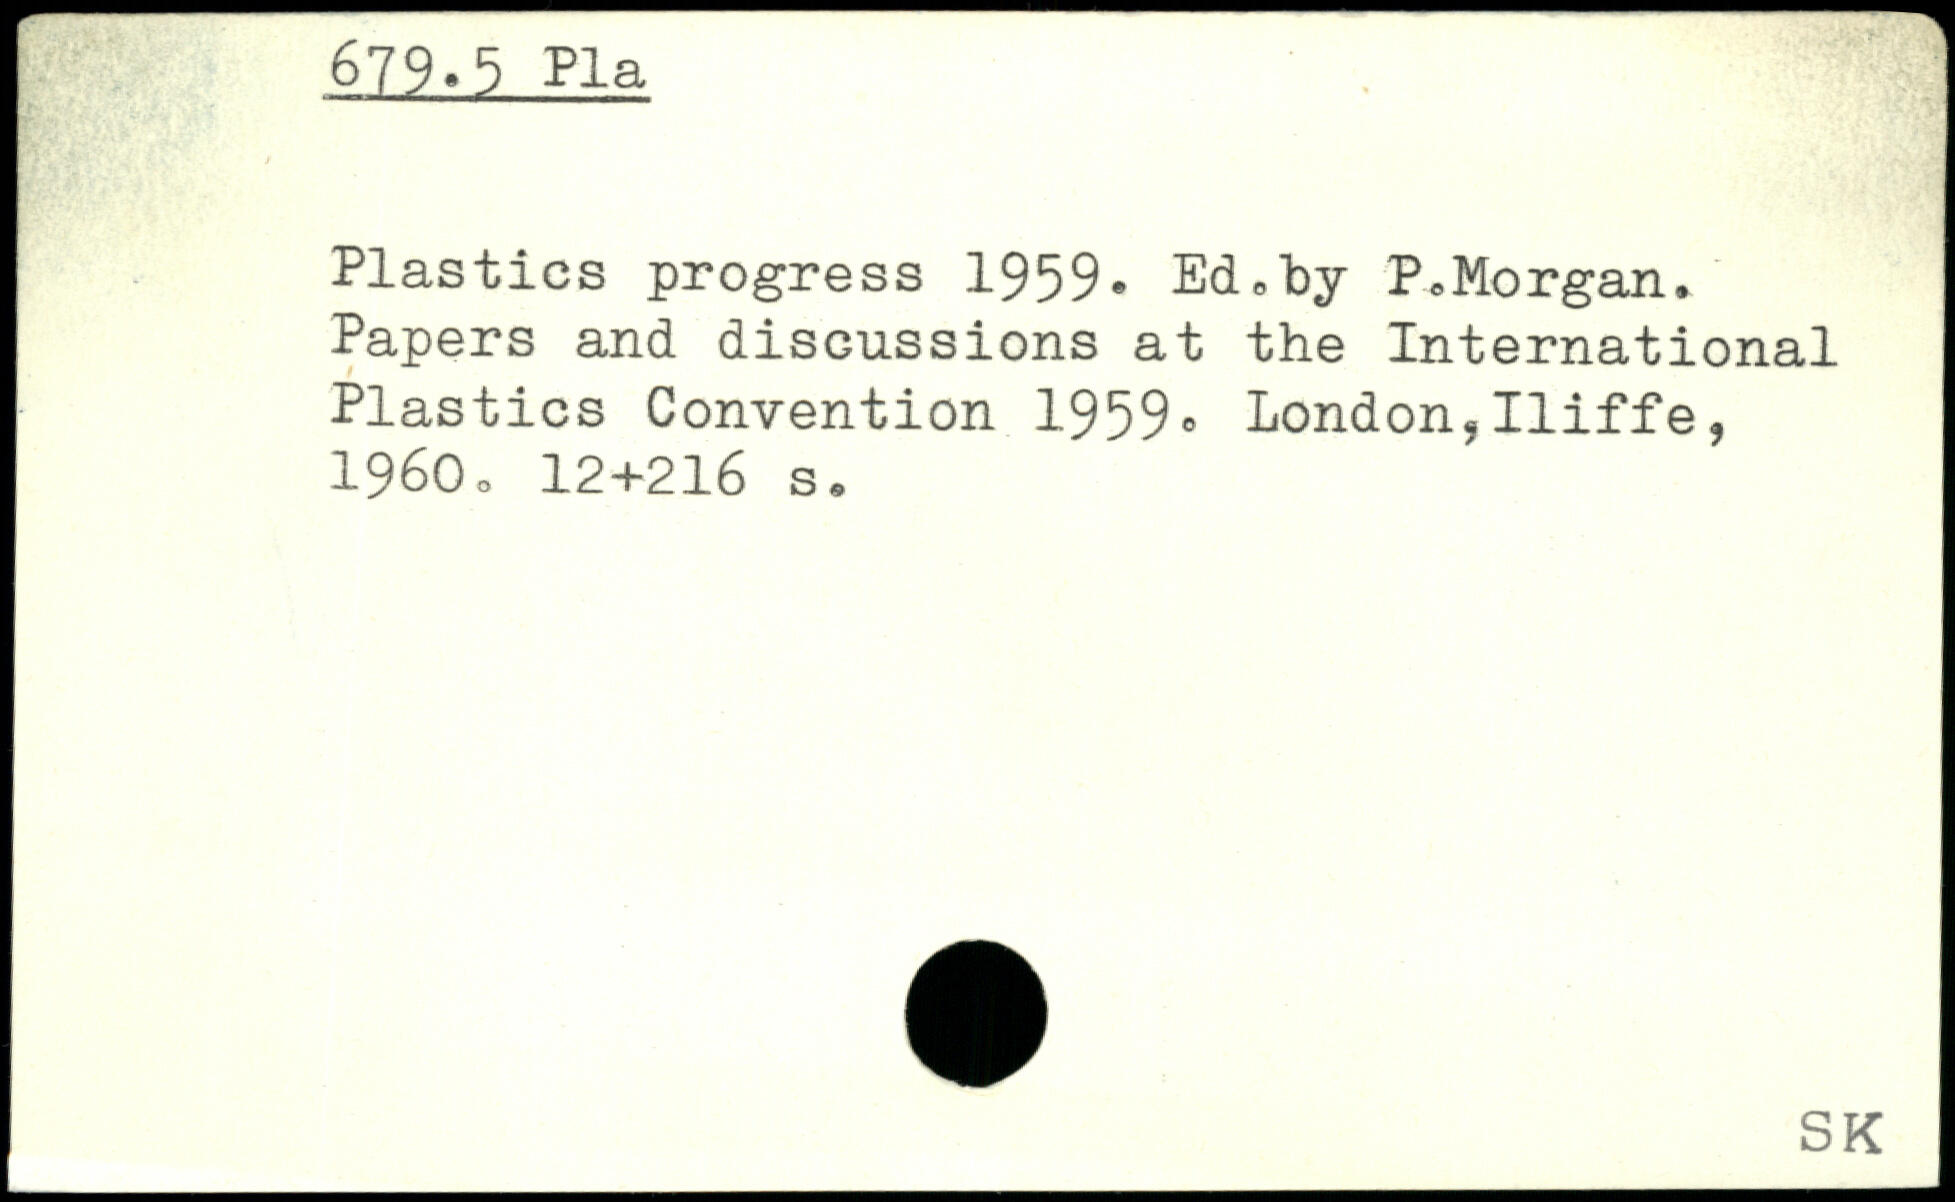 679.5 Pla
Plastics progress 1959. Ed.by P.Morgan.
Papers and discussions at the International
Plastics Convention 1959. London,Iliffe,
1960. 12+216 s.
SK